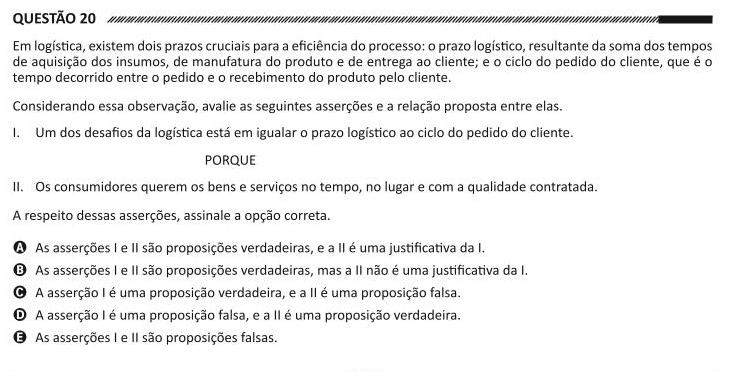 QUESTÃO 20
Em logística, existem dois prazos cruciais para a eficiência do processo: o prazo logístico, resultante da soma dos tempos
de aquisição dos insumos, de manufatura do produto e de entrega ao cliente; e o ciclo do pedido do cliente, que é o
tempo decorrido entre o pedido e o recebimento do produto pelo cliente.
Considerando essa observação, avalie as seguintes asserções e a relação proposta entre elas.
I. Um dos desafios da logística está em igualar o prazo logístico ao ciclo do pedido do cliente.
PORQUE
II. Os consumidores querem os bens e serviços no tempo, no lugar e com a qualidade contratada.
A respeito dessas asserções, assinale a opção correta.
A As asserções I e II são proposições verdadeiras, e a II é uma justificativa da I.
B As asserções I e II são proposições verdadeiras, mas a II não é uma justificativa da I.
C A asserção I é uma proposição verdadeira, e a II é uma proposição falsa.
D A asserção I é uma proposição falsa, e a II é uma proposição verdadeira.
E As asserções I e II são proposições falsas.